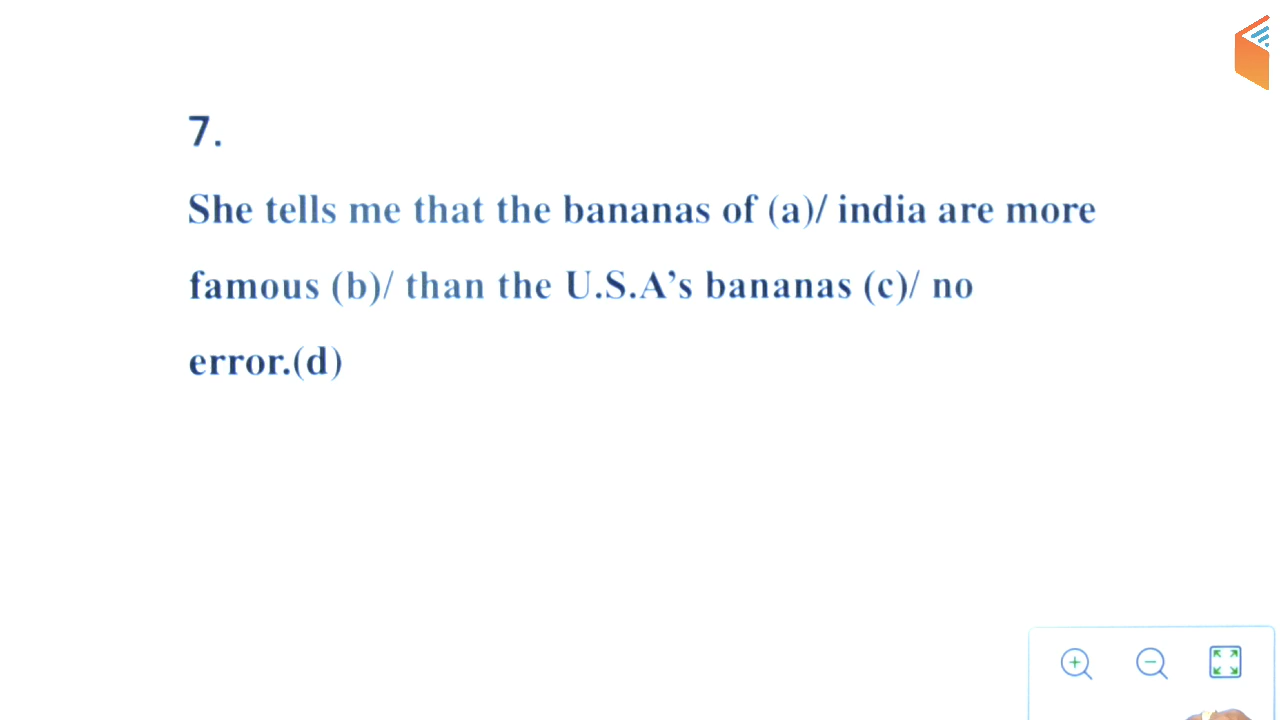 7.
She tells me that the bananas of (a)/ india are more
famous (b)/ than the U.S.A’s bananas (c)/ no
error.(d)